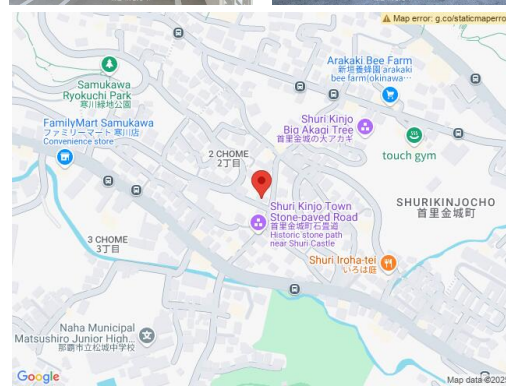 Map error: g.co/staticmaperro
Arakaki Bee Farm
新垣養蜂園 arakaki
bee farm(okinawa…
Samukawa
Ryokuchi Park
寒川緑地公園
Shuri Kinjo
Big Akagi Tree
首里金城の大アカギ
FamilyMart Samukawa
ファミリーマート 寒川店
Convenience store
touch gym
2 CHOME
2丁目
SHURIKINJOCHO
首里金城町
Shuri Kinjo Town
Stone-paved Road
首里金城町石畳道
Historic stone path
near Shuri Castle
3 CHOME
3丁目
Shuri Iroha-tei
いろは庭
Naha Municipal
Matsushiro Junior High…
那覇市立松城中学校
Google
Map data ©202